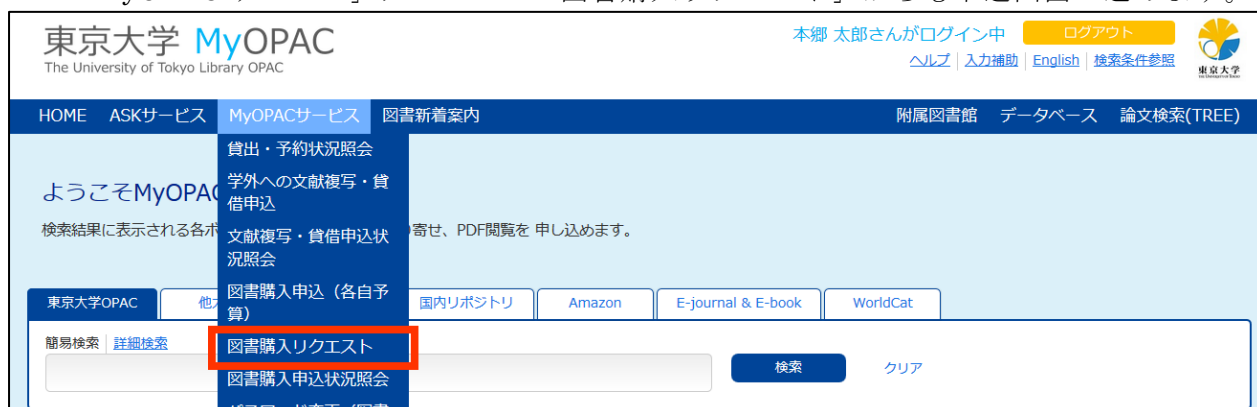 東京大学 MyOPAC
The University of Tokyo Library OPAC
本郷 太郎さんがログイン中 ログアウト
ヘルプ 入力補助 English 検索条件参照
東京大学
HOME ASKサービス MyOPACサービス 図書新着案内 附属図書館 データベース 論文検索(TREE)
貸出・予約状況照会
学外への文献複写・貸
借申込
文献複写・貸借申込状
況照会
図書購入申込（各自予
算）
図書購入リクエスト
図書購入申込状況照会
ようこそMyOPAC
検索結果に表示される各ボ 寄せ、PDF閲覧を 申し込めます。
東京大学OPAC 他 国内リポジトリ Amazon E-journal & E-book WorldCat
簡易検索 詳細検索
検索 クリア